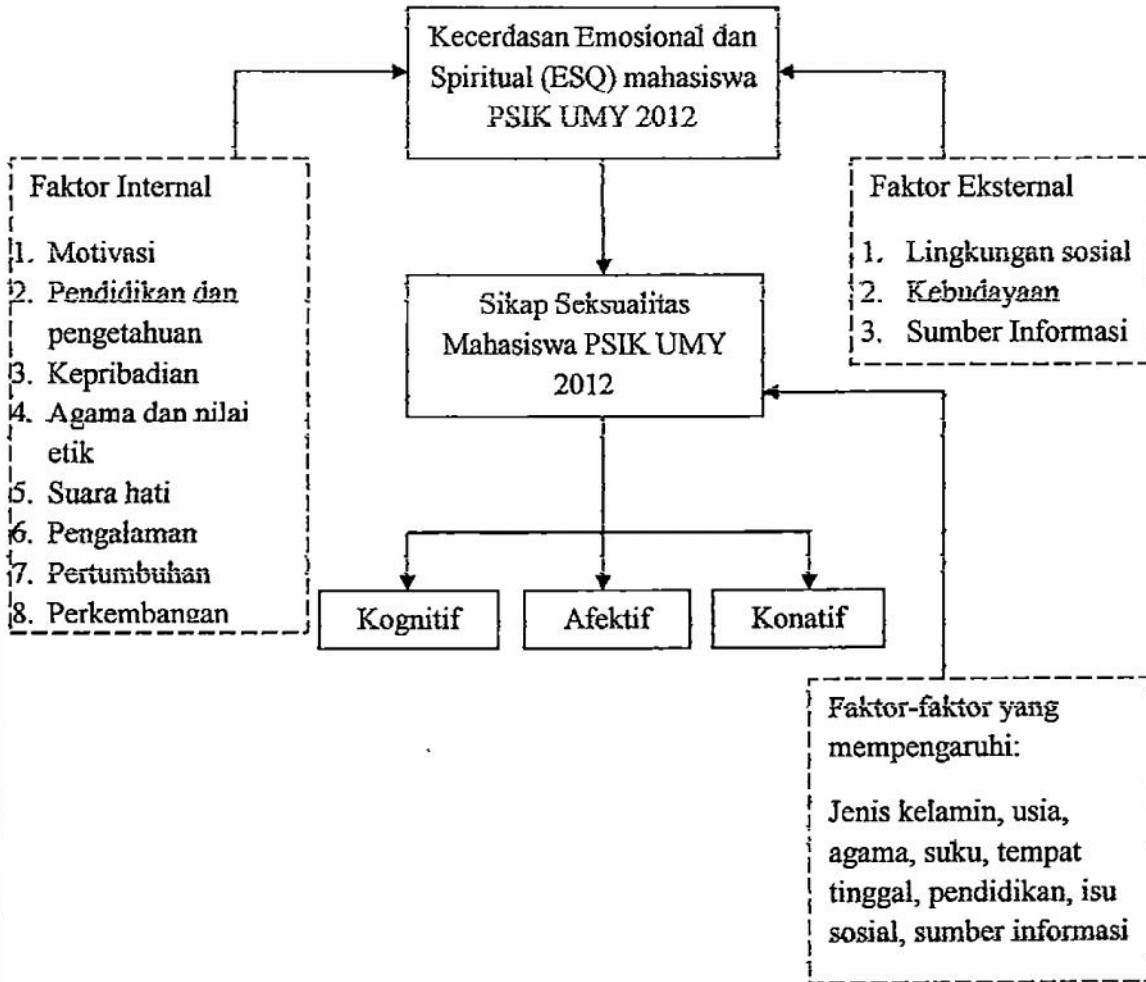 Kecerdasan Emosional dan
Spiritual (ESQ) mahasiswa
PSIK UMY 2012
Faktor Internal
1. Motivasi
2. Pendidikan dan
pengetahuan
3. Kepribadian
4. Agama dan nilai
etik
5. Suara hati
6. Pengalaman
7. Pertumbuhan
8. Perkembangan
Faktor Eksternal
1. Lingkungan sosial
2. Kebudayaan
3. Sumber Informasi
Sikap Seksualitas
Mahasiswa PSIK UMY
2012
Kognitif
Afektif
Konatif
Faktor-faktor yang
mempengaruhi:
Jenis kelamin, usia,
agama, suku, tempat
tinggal, pendidikan, isu
sosial, sumber informasi